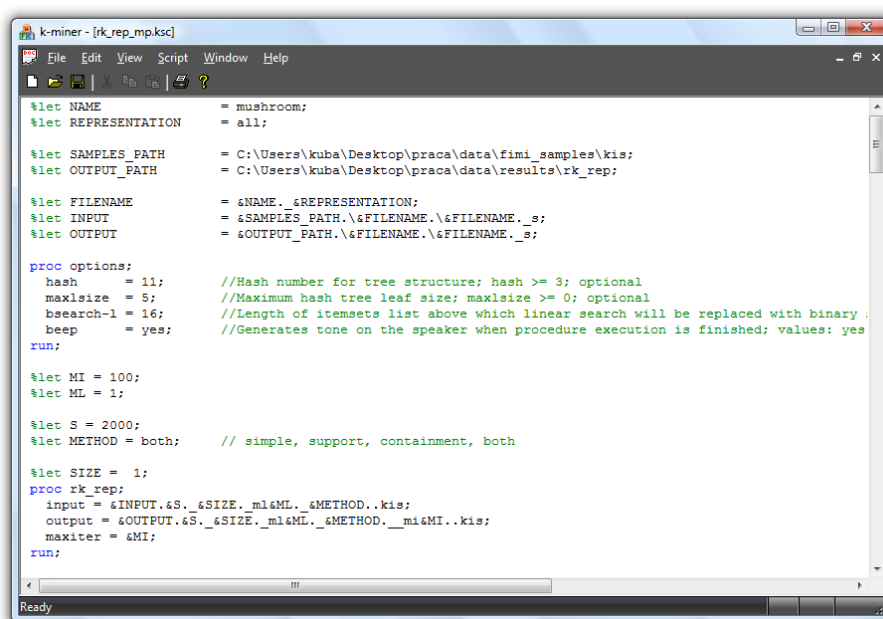 k-miner - [rk_rep_mp.ksc]
File Edit View Script Window Help
%let NAME = mushroom;
%let REPRESENTATION = all;
%let SAMPLES_PATH = C:\Users\kuba\Desktop\praca\data\fimi_samples\kis;
%let OUTPUT_PATH = C:\Users\kuba\Desktop\praca\data\results\rk_rep;
%let FILENAME = &NAME._&REPRESENTATION;
%let INPUT = &SAMPLES_PATH.\&FILENAME.\&FILENAME._s;
%let OUTPUT = &OUTPUT_PATH.\&FILENAME.\&FILENAME._s;
proc options;
hash = 11; //Hash number for tree structure; hash >= 3; optional
maxlsize = 5; //Maximum hash tree leaf size; maxlsize >= 0; optional
bsearch-l = 16; //Length of itemsets list above which linear search will be replaced with binary
beep = yes; //Generates tone on the speaker when procedure execution is finished; values: yes
run;
%let MI = 100;
%let ML = 1;
%let S = 2000;
%let METHOD = both; // simple, support, containment, both
%let SIZE = 1;
proc rk_rep;
input = &INPUT.&S._&SIZE._ml&ML._&METHOD..kis;
output = &OUTPUT.&S._&SIZE._ml&ML._&METHOD.__mi&MI..kis;
maxiter = &MI;
run;
Ready